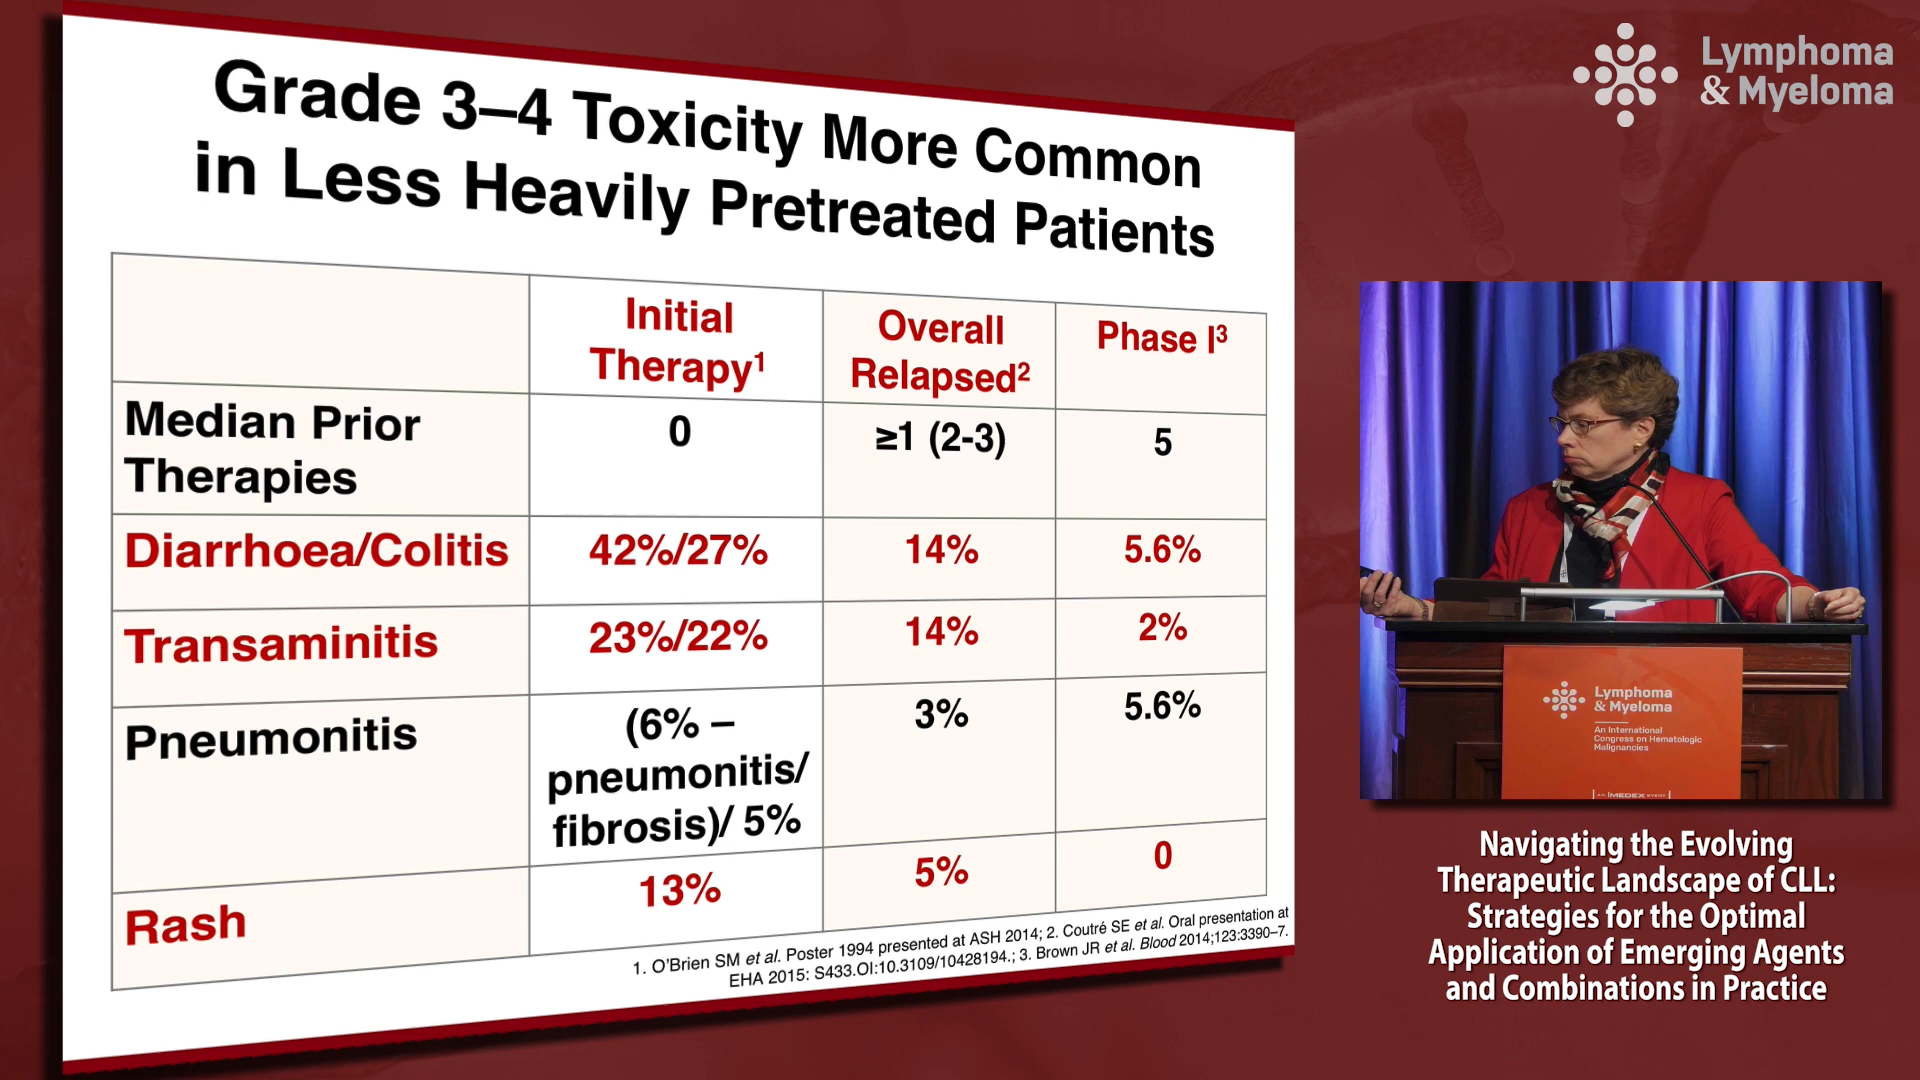 Grade 3–4 Toxicity More Common
in Less Heavily Pretreated Patients
Initial
Therapy¹
Overall
Relapsed²
Phase I³
Median Prior
Therapies
0
≥1 (2-3)
5
Diarrhoea/Colitis
42%/27%
14%
5.6%
Transaminitis
23%/22%
14%
2%
Pneumonitis
(6% –
pneumonitis/
fibrosis)/ 5%
3%
5.6%
Rash
13%
5%
0
1. O'Brien SM et al. Poster 1994 presented at ASH 2014; 2. Coutré SE et al. Oral presentation at
EHA 2015: S433.OI:10.3109/10428194.; 3. Brown JR et al. Blood 2014;123:3390–7.
Lymphoma
& Myeloma
Lymphoma
& Myeloma
An International
Congress on Hematologic
Malignancies
AN IMEDEX EVENT
Navigating the Evolving
Therapeutic Landscape of CLL:
Strategies for the Optimal
Application of Emerging Agents
and Combinations in Practice